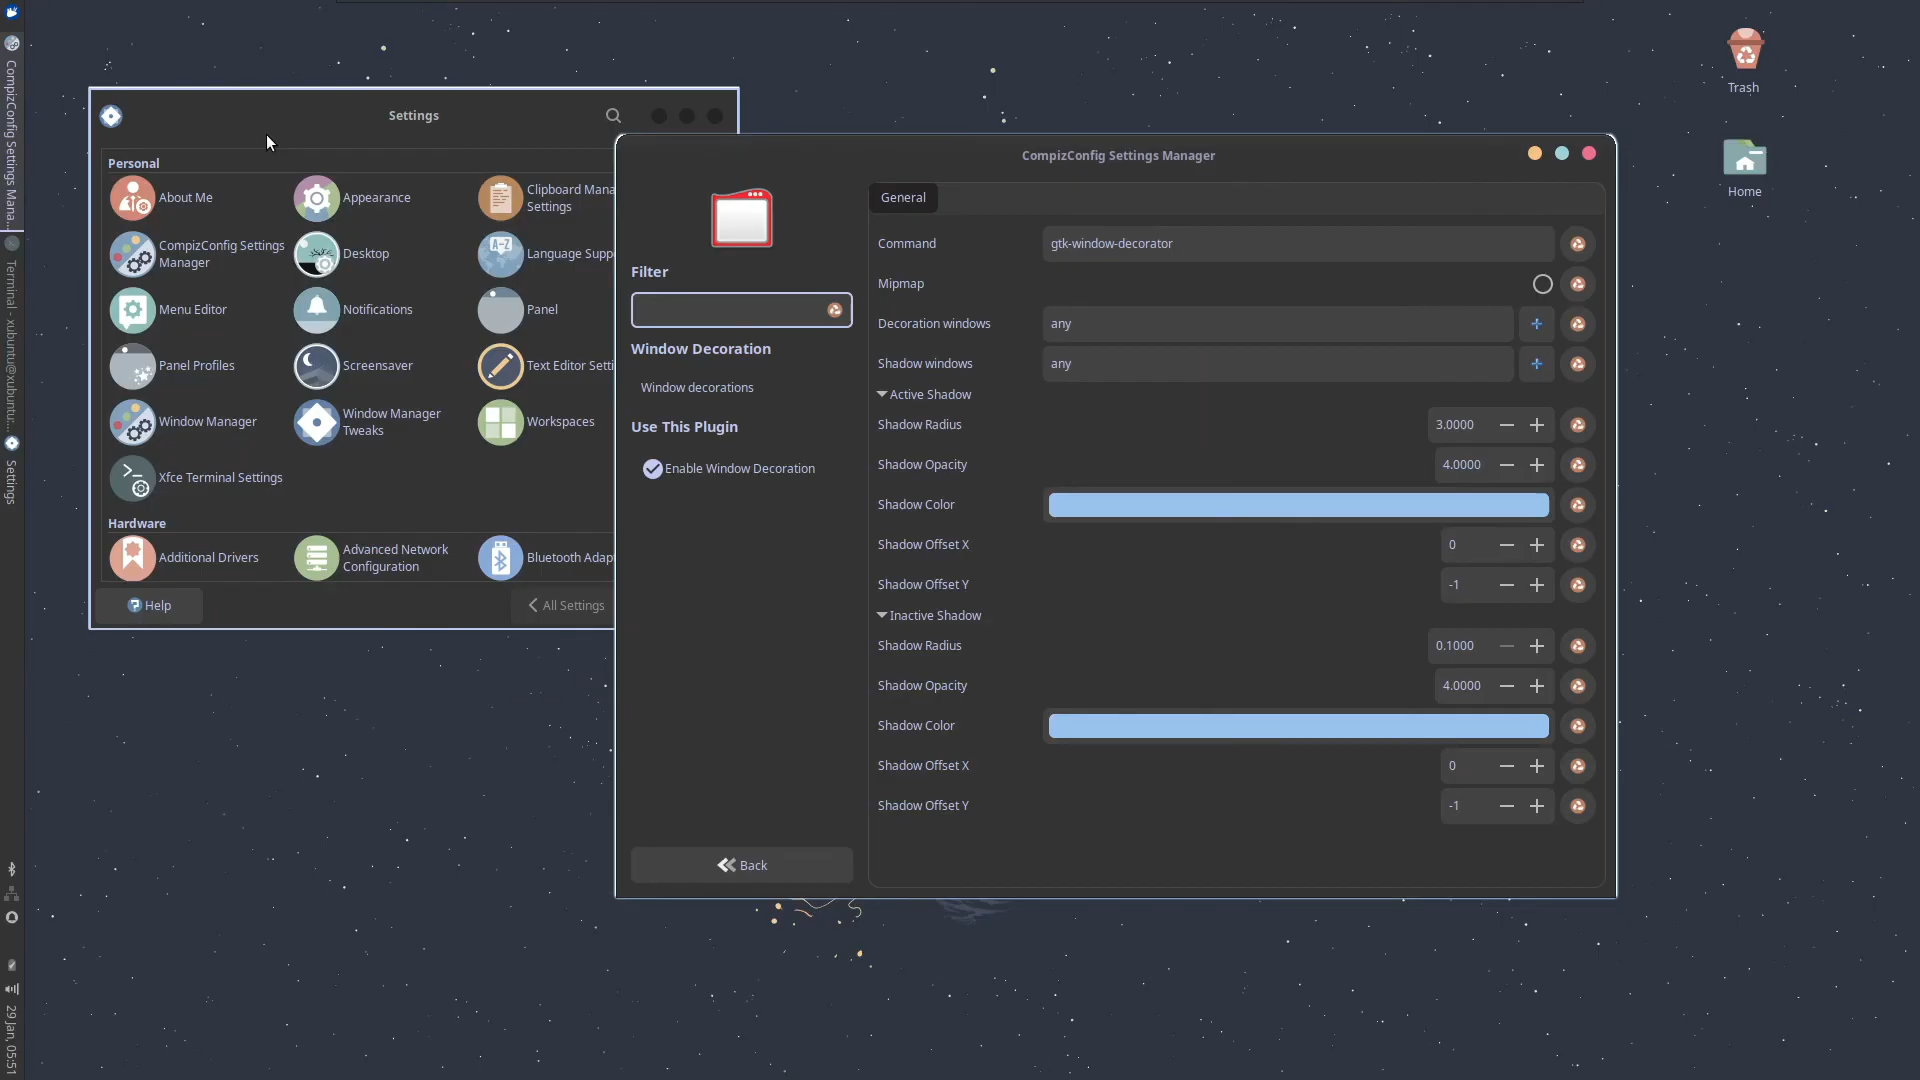 CompizConfig Settings Mana...
Terminal - xubuntu@xubuntu:...
Settings
29 Jan, 05:51
Settings
Personal
About Me
Appearance
Clipboard Mana
Settings
CompizConfig Settings
Manager
Desktop
Language Supp
Menu Editor
Notifications
Panel
Panel Profiles
Screensaver
Text Editor Setti
Window Manager
Window Manager
Tweaks
Workspaces
Xfce Terminal Settings
Hardware
Additional Drivers
Advanced Network
Configuration
Bluetooth Adap
Help
All Settings
CompizConfig Settings Manager
Filter
Window Decoration
Window decorations
Use This Plugin
Enable Window Decoration
Back
General
Command
gtk-window-decorator
Mipmap
Decoration windows
any
Shadow windows
any
Active Shadow
Shadow Radius
3.0000
Shadow Opacity
4.0000
Shadow Color
Shadow Offset X
0
Shadow Offset Y
-1
Inactive Shadow
Shadow Radius
0.1000
Shadow Opacity
4.0000
Shadow Color
Shadow Offset X
0
Shadow Offset Y
-1
Trash
Home
A-Z